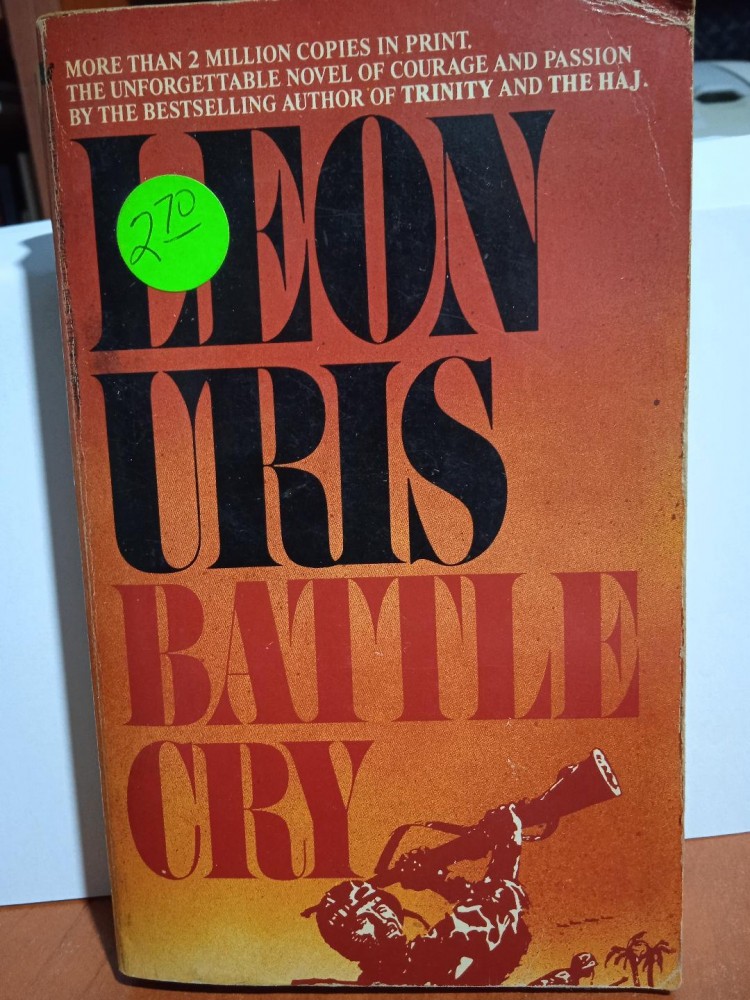 MORE THAN 2 MILLION COPIES IN PRINT.
THE UNFORGETTABLE NOVEL OF COURAGE AND PASSION
BY THE BESTSELLING AUTHOR OF TRINITY AND THE HAJ.
LEON
270
URIS
BATTLE
CRY